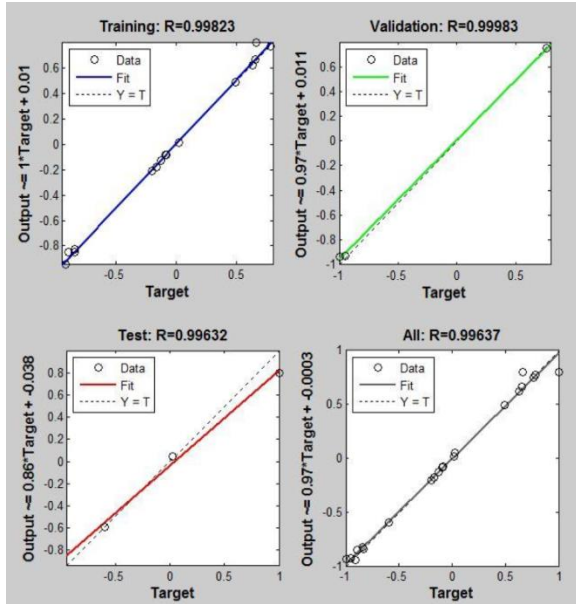 Training: R=0.99823
Output ~= 1*Target + 0.01
0.8
0.6
0.4
0.2
0
-0.2
-0.4
-0.6
-0.8
Data
Fit
Y = T
-0.5
0
0.5
Target
Validation: R=0.99983
Output ~= 0.97*Target + 0.011
0.8
0.6
0.4
0.2
0
-0.2
-0.4
-0.6
-0.8
-1
Data
Fit
Y = T
-1
-0.5
0
0.5
Target
Test: R=0.99632
Output ~= 0.86*Target + -0.038
0.8
0.6
0.4
0.2
0
-0.2
-0.4
-0.6
-0.8
Data
Fit
Y = T
-0.5
0
0.5
1
Target
All: R=0.99637
Output ~= 0.97*Target + -0.0003
1
0.5
0
-0.5
-1
Data
Fit
Y = T
-1
-0.5
0
0.5
1
Target